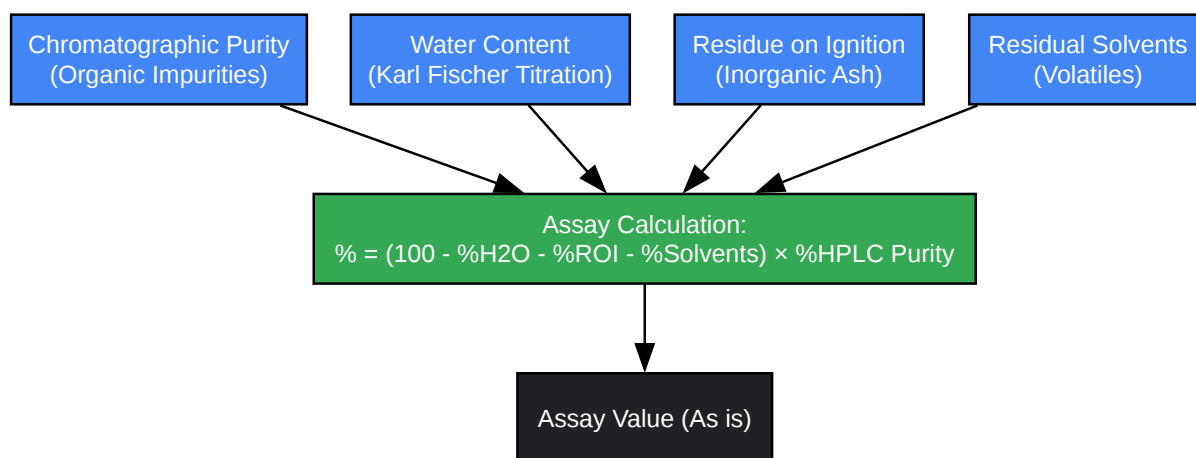 Chromatographic Purity
(Organic Impurities)
Water Content
(Karl Fischer Titration)
Residue on Ignition
(Inorganic Ash)
Residual Solvents
(Volatiles)
Assay Calculation:
% = (100 - %H2O - %ROI - %Solvents) × %HPLC Purity
Assay Value (As is)